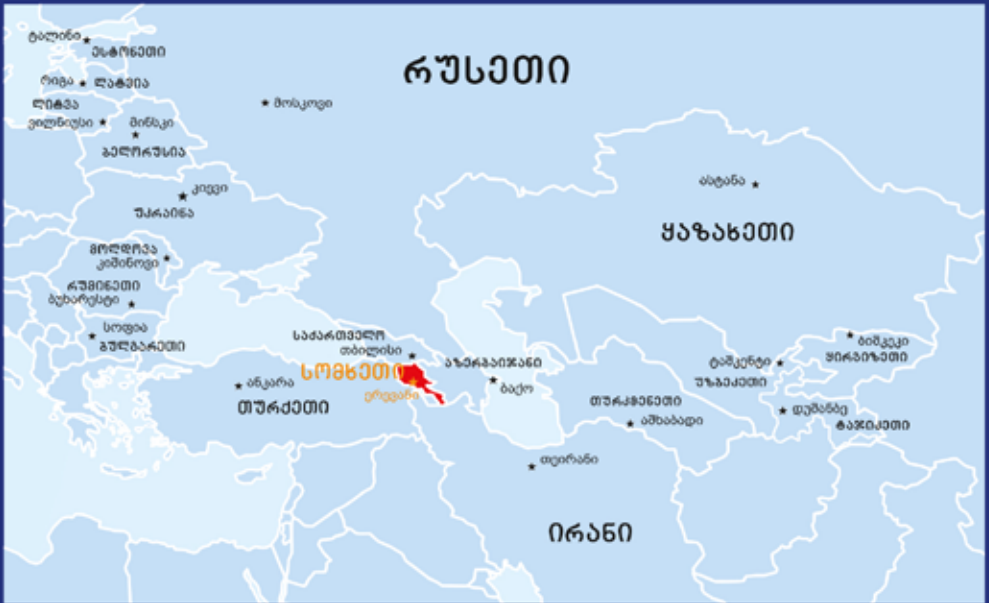 ტალინი
ესტონეთი
რუსეთი
რიგა
ლატვია
ლიტვა
მოსკოვი
ვილნიუსი
მინსკი
ბელორუსია
ასტანა
კიევი
უკრაინა
ყაზახეთი
მოლდოვა
კიშინოვი
რუმინეთი
ბუხარესტი
სოფია
ბულგარეთი
საქართველო
თბილისი
ბიშკეკი
ყირგიზეთი
აზერბაიჯანი
ტაშკენტი
უზბეკეთი
სომხეთი
ერევანი
ბაქო
ანკარა
თურქეთი
თურქმენეთი
აშხაბადი
დუშანბე
ტაჯიკეთი
თეირანი
ირანი